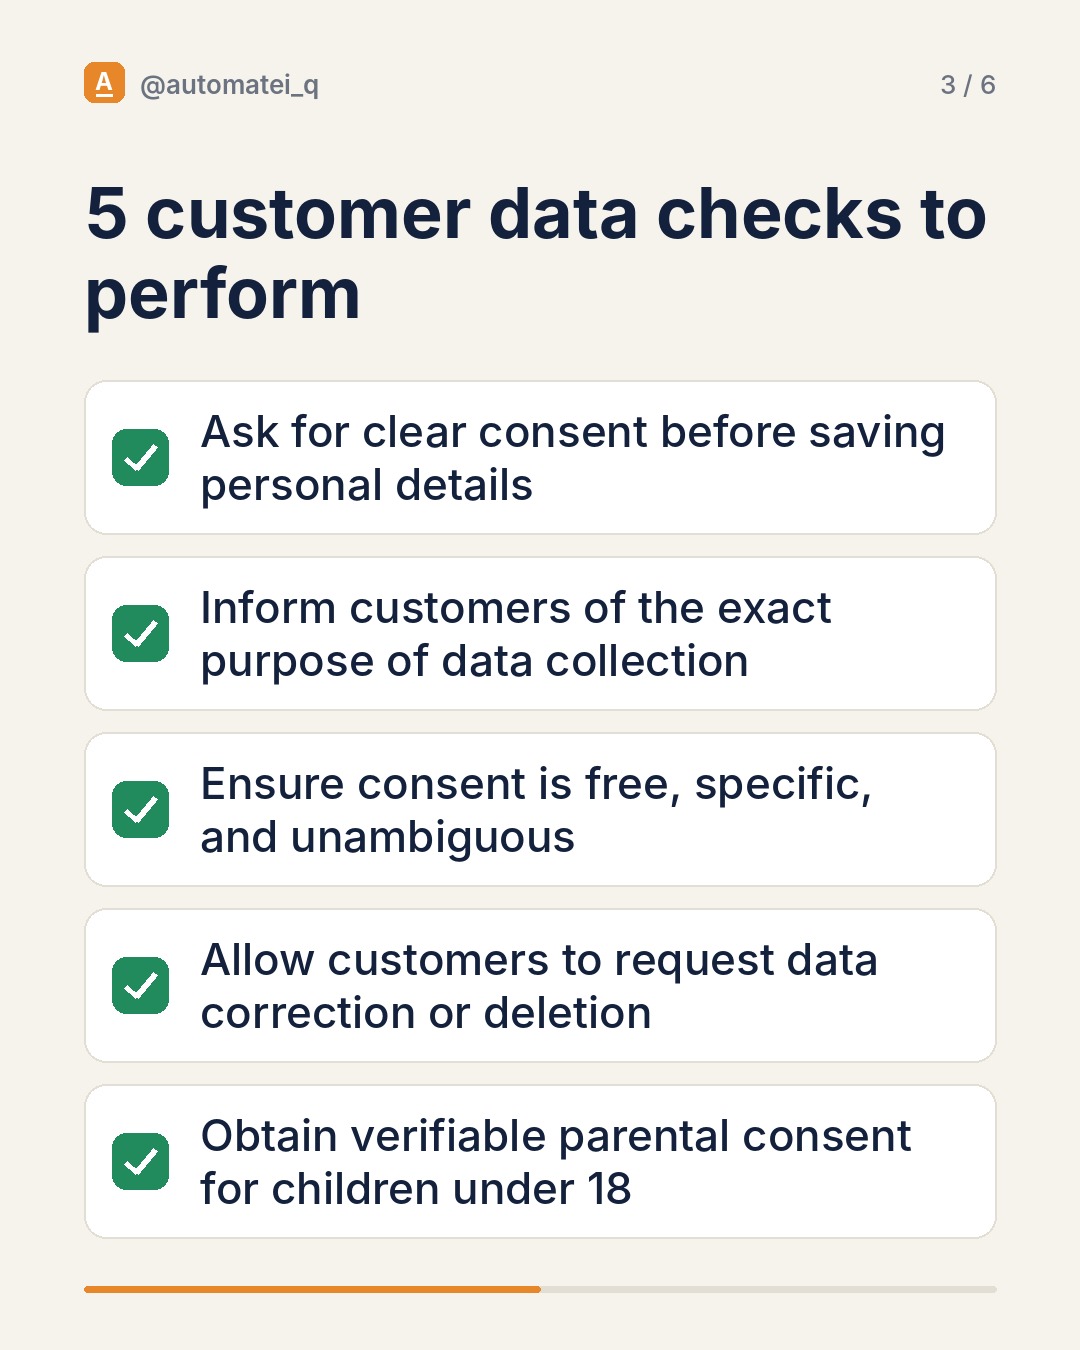 A @automatei_q
3 / 6
5 customer data checks to
perform
Ask for clear consent before saving
personal details
Inform customers of the exact
purpose of data collection
Ensure consent is free, specific,
and unambiguous
Allow customers to request data
correction or deletion
Obtain verifiable parental consent
for children under 18